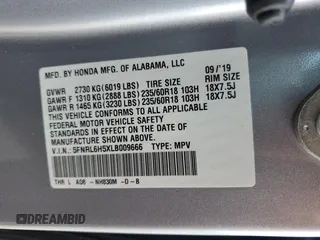 MFD. BY HONDA MFG. OF ALABAMA, LLC 09/'19
GVWR 2730 KG(6019 LBS) TIRE SIZE RIM SIZE
GAWR F 1310 KG(2888 LBS)235/60R18 103H 18X7.5J
GAWR R 1465 KG(3230 LBS)235/60R18 103H 18X7.5J
THIS VEHICLE CONFORMS TO ALL APPLICABLE
FEDERAL MOTOR VEHICLE SAFETY STANDARDS
IN EFFECT ON THE DATE OF MANUFACTURE
SHOWN ABOVE.
V.I.N.: 5FNRL6H5XLB009666 TYPE: MPV
THR L A06 -NH830M -D-B
DREAMBID